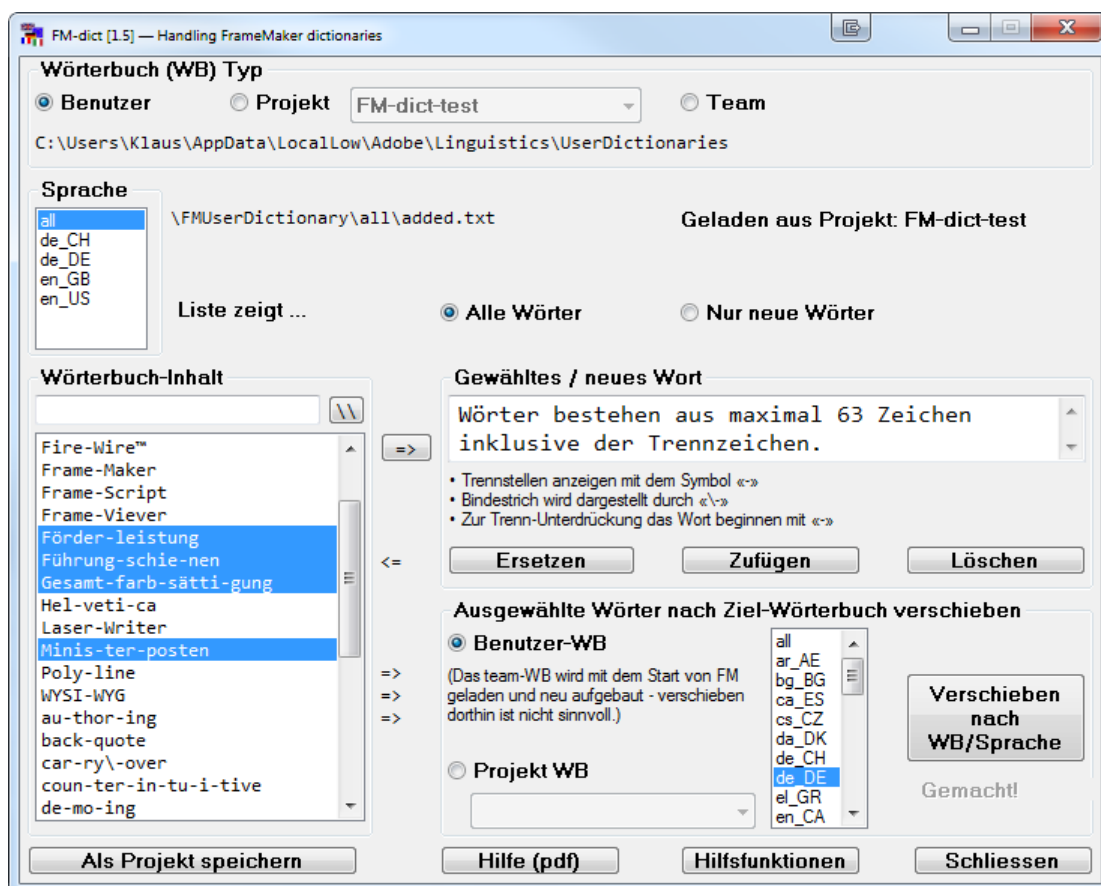 FM-dict [1.5] — Handling FrameMaker dictionaries
Wörterbuch (WB) Typ
Benutzer
Projekt
FM-dict-test
Team
C:\Users\Klaus\AppData\LocalLow\Adobe\Linguistics\UserDictionaries
Sprache
all
de_CH
de_DE
en_GB
en_US
\FMUserDictionary\all\added.txt
Geladen aus Projekt: FM-dict-test
Liste zeigt ...
Alle Wörter
Nur neue Wörter
Wörterbuch-Inhalt
\\
Fire-Wire™
Frame-Maker
Frame-Script
Frame-Viever
Förder-leistung
Führung-schie-nen
Gesamt-farb-sätti-gung
Hel-veti-ca
Laser-Writer
Minis-ter-posten
Poly-line
WYSI-WYG
au-thor-ing
back-quote
car-ry\-over
coun-ter-in-tu-i-tive
de-mo-ing
=>
<=
=>
=>
=>
Gewähltes / neues Wort
Wörter bestehen aus maximal 63 Zeichen
inklusive der Trennzeichen.
• Trennstellen anzeigen mit dem Symbol «-»
• Bindestrich wird dargestellt durch «\-»
• Zur Trenn-Unterdrückung das Wort beginnen mit «-»
Ersetzen
Zufügen
Löschen
Ausgewählte Wörter nach Ziel-Wörterbuch verschieben
Benutzer-WB
(Das team-WB wird mit dem Start von FM
geladen und neu aufgebaut - verschieben
dorthin ist nicht sinnvoll.)
Projekt WB
all
ar_AE
bg_BG
ca_ES
cs_CZ
da_DK
de_CH
de_DE
el_GR
en_CA
Verschieben
nach
WB/Sprache
Gemacht!
Als Projekt speichern
Hilfe (pdf)
Hilfsfunktionen
Schliessen